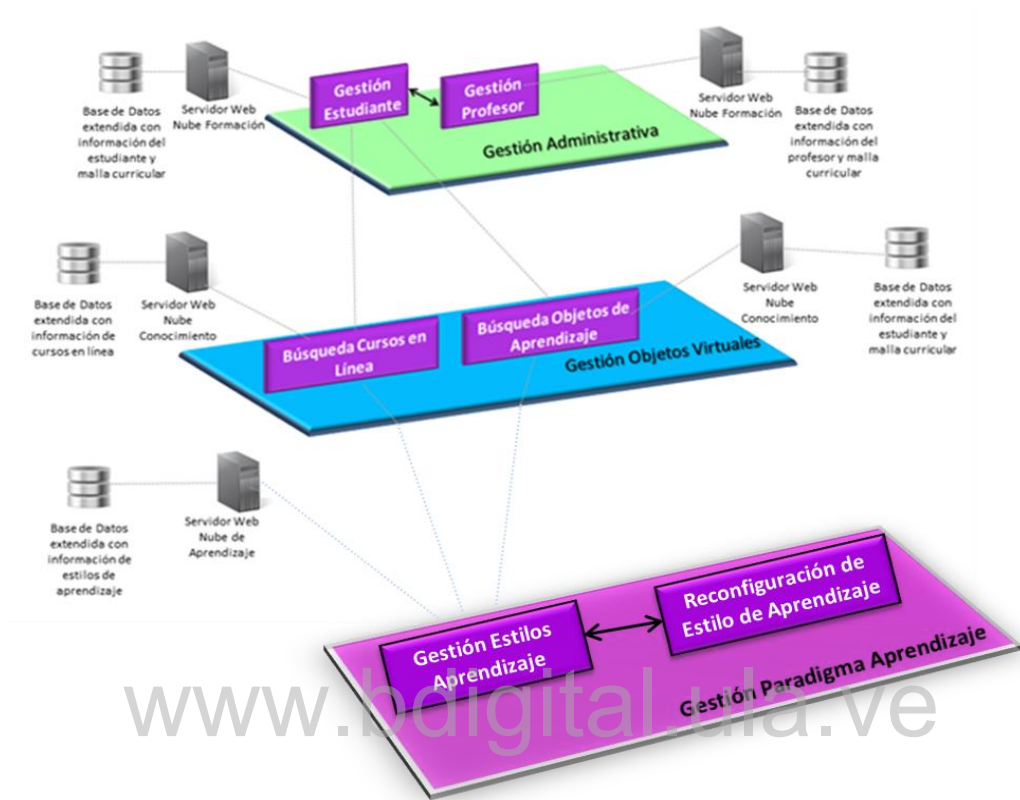 Gestión
Estudiante
Gestión
Profesor
Gestión Administrativa
Base de Datos
extendida con
información del
estudiante y
malla curricular
Servidor Web
Nube Formación
Servidor Web
Nube Formación
Base de Datos
extendida con
información del
profesor y malla
curricular
Base de Datos
extendida con
información de
cursos en línea
Servidor Web
Nube
Conocimiento
Búsqueda Cursos en
Línea
Búsqueda Objetos de
Aprendizaje
Gestión Objetos Virtuales
Servidor Web
Nube
Conocimiento
Base de Datos
extendida con
información del
estudiante y
malla curricular
Base de Datos
extendida con
información de
estilos de
aprendizaje
Servidor Web
Nube de
Aprendizaje
Gestión Estilos
Aprendizaje
Reconfiguración de
Estilo de Aprendizaje
Gestión Paradigma Aprendizaje
www.bdigital.ula.ve